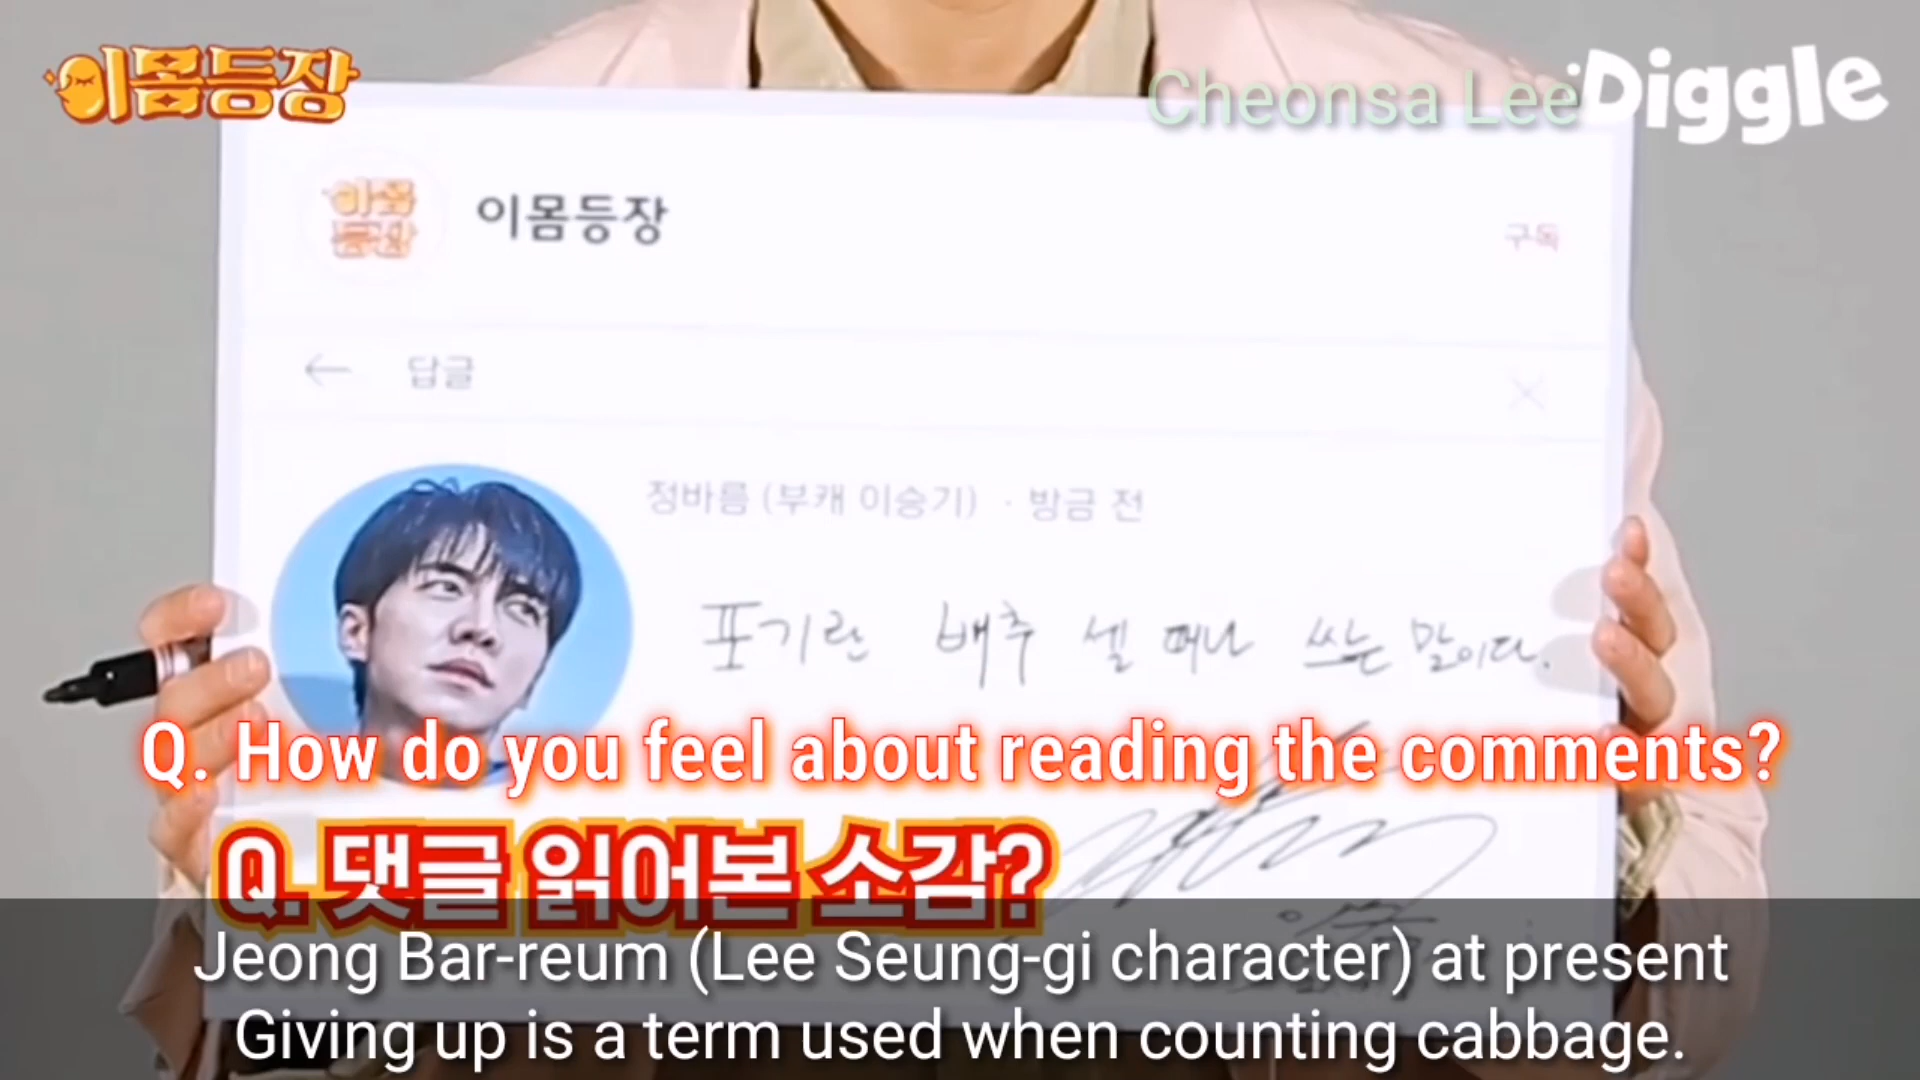 이몸등장
Cheonsa Lee
Diggle
이몸
등장
이몸등장
구독
← 답글
정바름 (부캐 이승기) · 방금 전
포기란 배추 셀 때나 쓰는 말이다.
Q. How do you feel about reading the comments?
Q. 댓글 읽어본 소감?
Jeong Bar-reum (Lee Seung-gi character) at present
Giving up is a term used when counting cabbage.